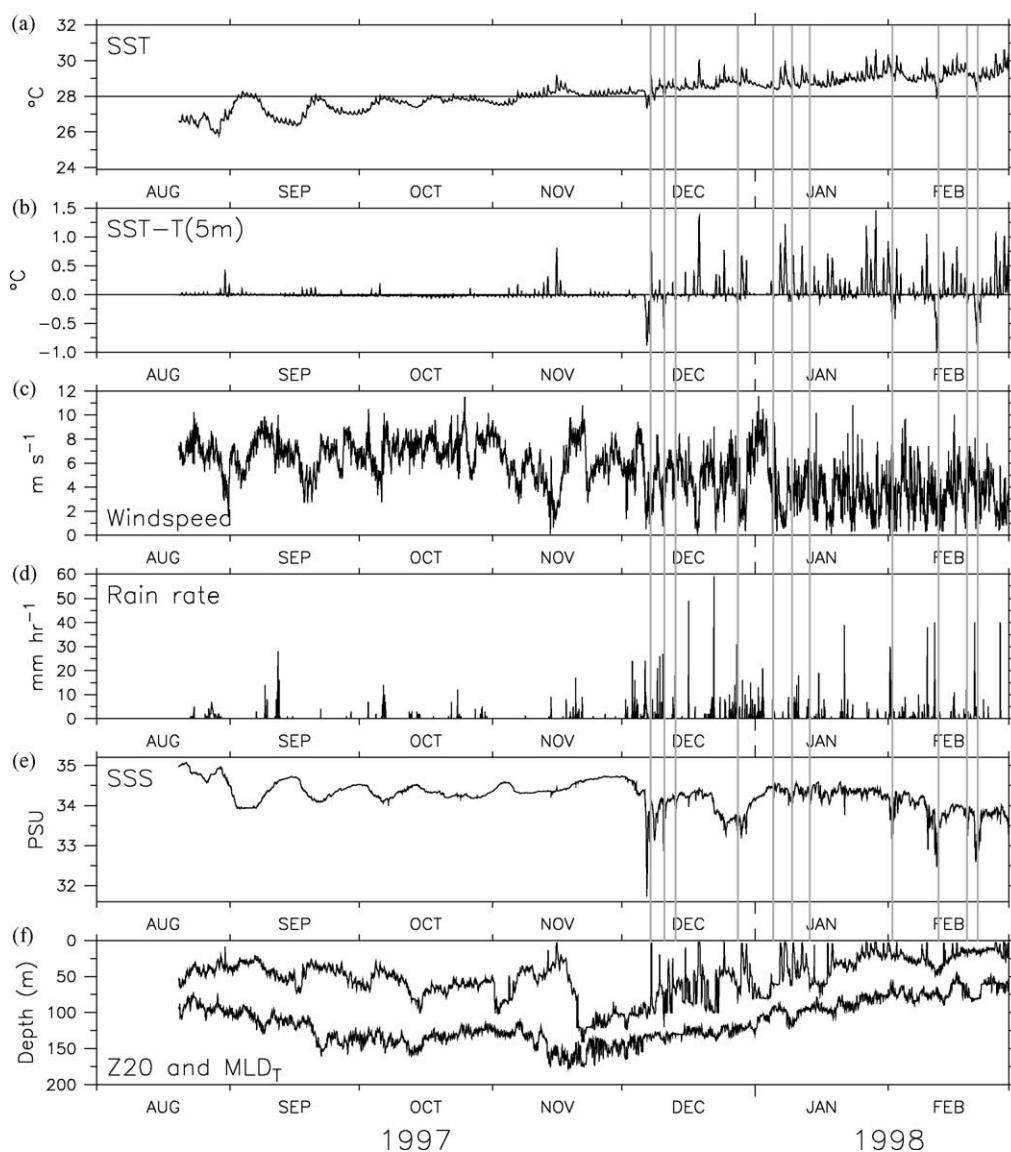 (a)
SST
°C
32
30
28
26
24
AUG SEP OCT NOV DEC JAN FEB
(b)
SST−T(5m)
°C
1.5
1.0
0.5
0.0
−0.5
−1.0
AUG SEP OCT NOV DEC JAN FEB
(c)
m s⁻¹
12
10
8
6
4
2
0
Windspeed
AUG SEP OCT NOV DEC JAN FEB
(d)
Rain rate
mm hr⁻¹
60
50
40
30
20
10
0
AUG SEP OCT NOV DEC JAN FEB
(e)
SSS
PSU
35
34
33
32
AUG SEP OCT NOV DEC JAN FEB
(f)
Depth (m)
0
50
100
150
200
Z20 and MLD_T
AUG SEP OCT NOV DEC JAN FEB
1997 1998